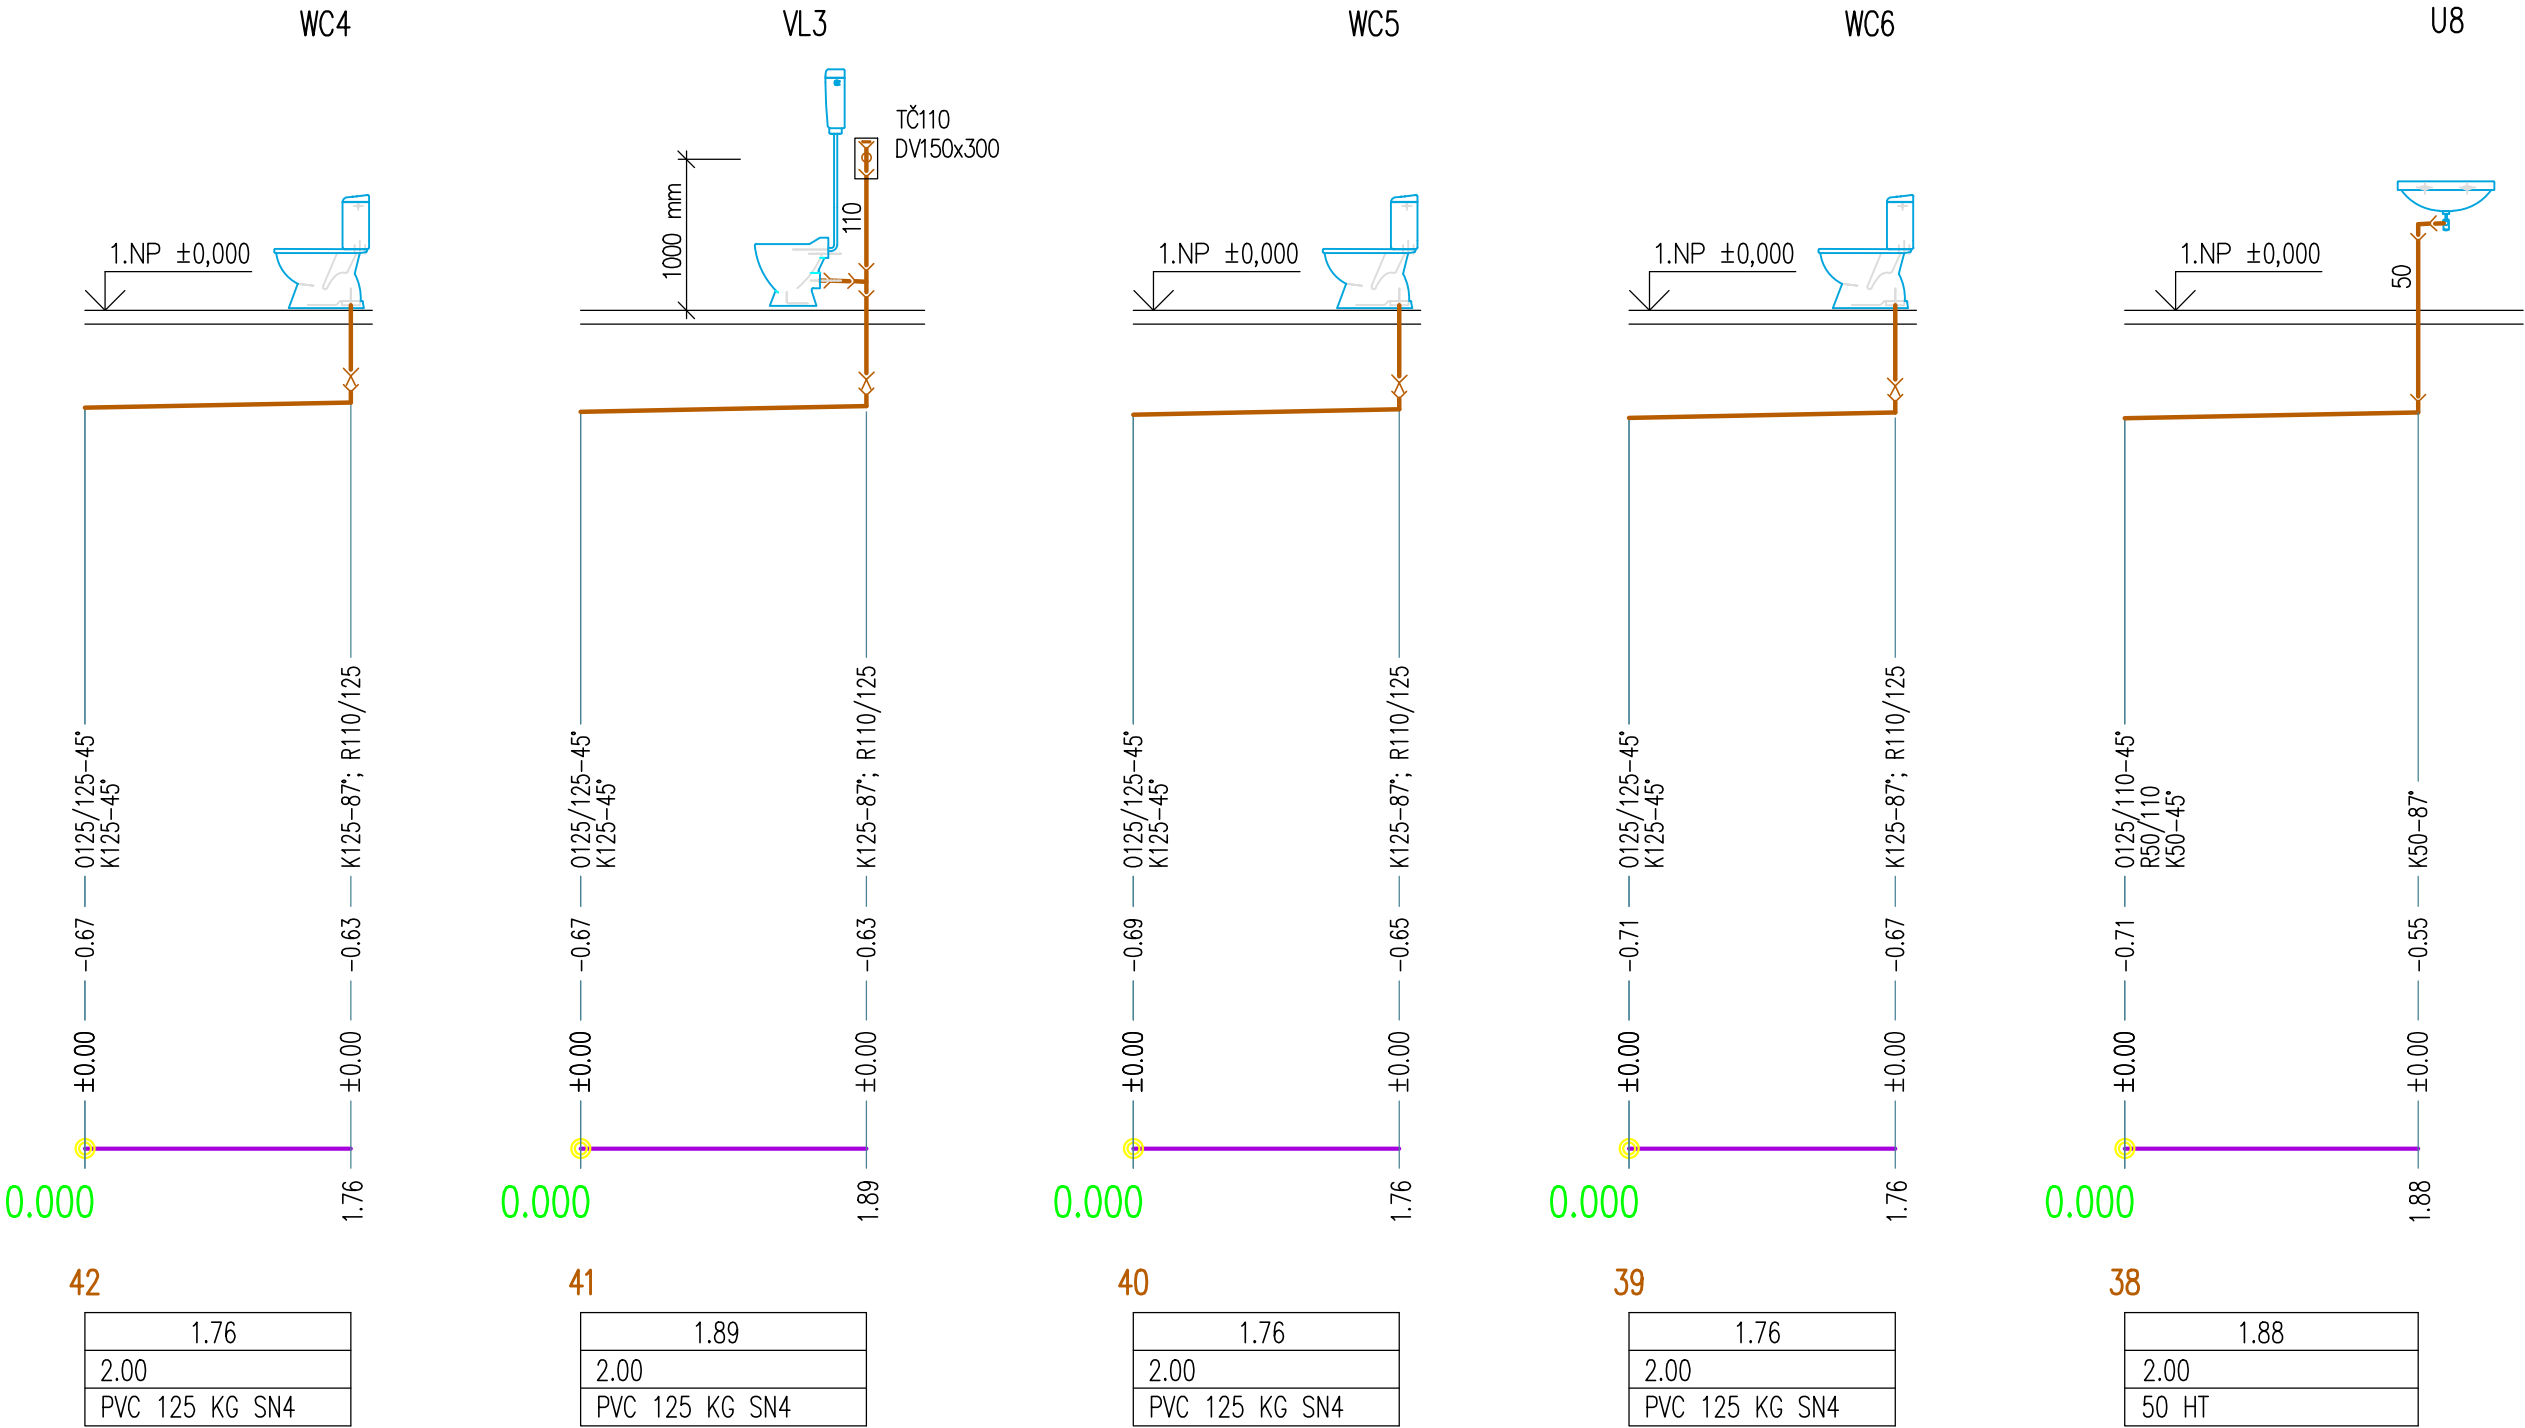 WC4
VL3
WC5
WC6
U8
TČ110
DV150x300
1000 mm
110
50
1.NP ±0,000
1.NP ±0,000
1.NP ±0,000
1.NP ±0,000
O125/125-45°
K125-45°
K125-87°; R110/125
O125/125-45°
K125-45°
K125-87°; R110/125
O125/125-45°
K125-45°
K125-87°; R110/125
O125/125-45°
K125-45°
K125-87°; R110/125
O125/110-45°
R50/110
K50-45°
K50-87°
-0.67
-0.63
-0.67
-0.63
-0.69
-0.65
-0.71
-0.67
-0.71
-0.55
±0.00
±0.00
±0.00
±0.00
±0.00
±0.00
±0.00
±0.00
±0.00
±0.00
0.000
1.76
0.000
1.89
0.000
1.76
0.000
1.76
0.000
1.88
42
41
40
39
38
1.76
2.00
PVC 125 KG SN4
1.89
2.00
PVC 125 KG SN4
1.76
2.00
PVC 125 KG SN4
1.76
2.00
PVC 125 KG SN4
1.88
2.00
50 HT